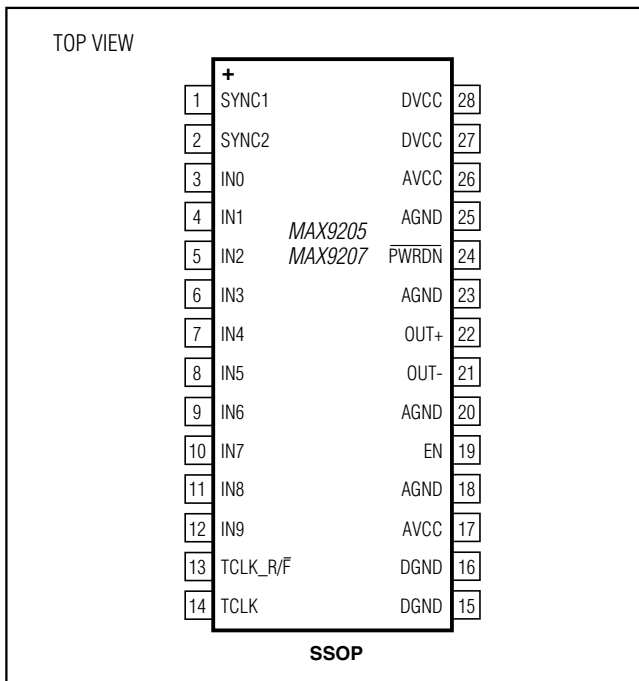 TOP VIEW
+
1 SYNC1 DVCC 28
2 SYNC2 DVCC 27
3 IN0 AVCC 26
4 IN1 AGND 25
MAX9205
5 IN2 MAX9207 P̅W̅R̅D̅N̅ 24
6 IN3 AGND 23
7 IN4 OUT+ 22
8 IN5 OUT- 21
9 IN6 AGND 20
10 IN7 EN 19
11 IN8 AGND 18
12 IN9 AVCC 17
13 TCLK_R/F̅ DGND 16
14 TCLK DGND 15
SSOP